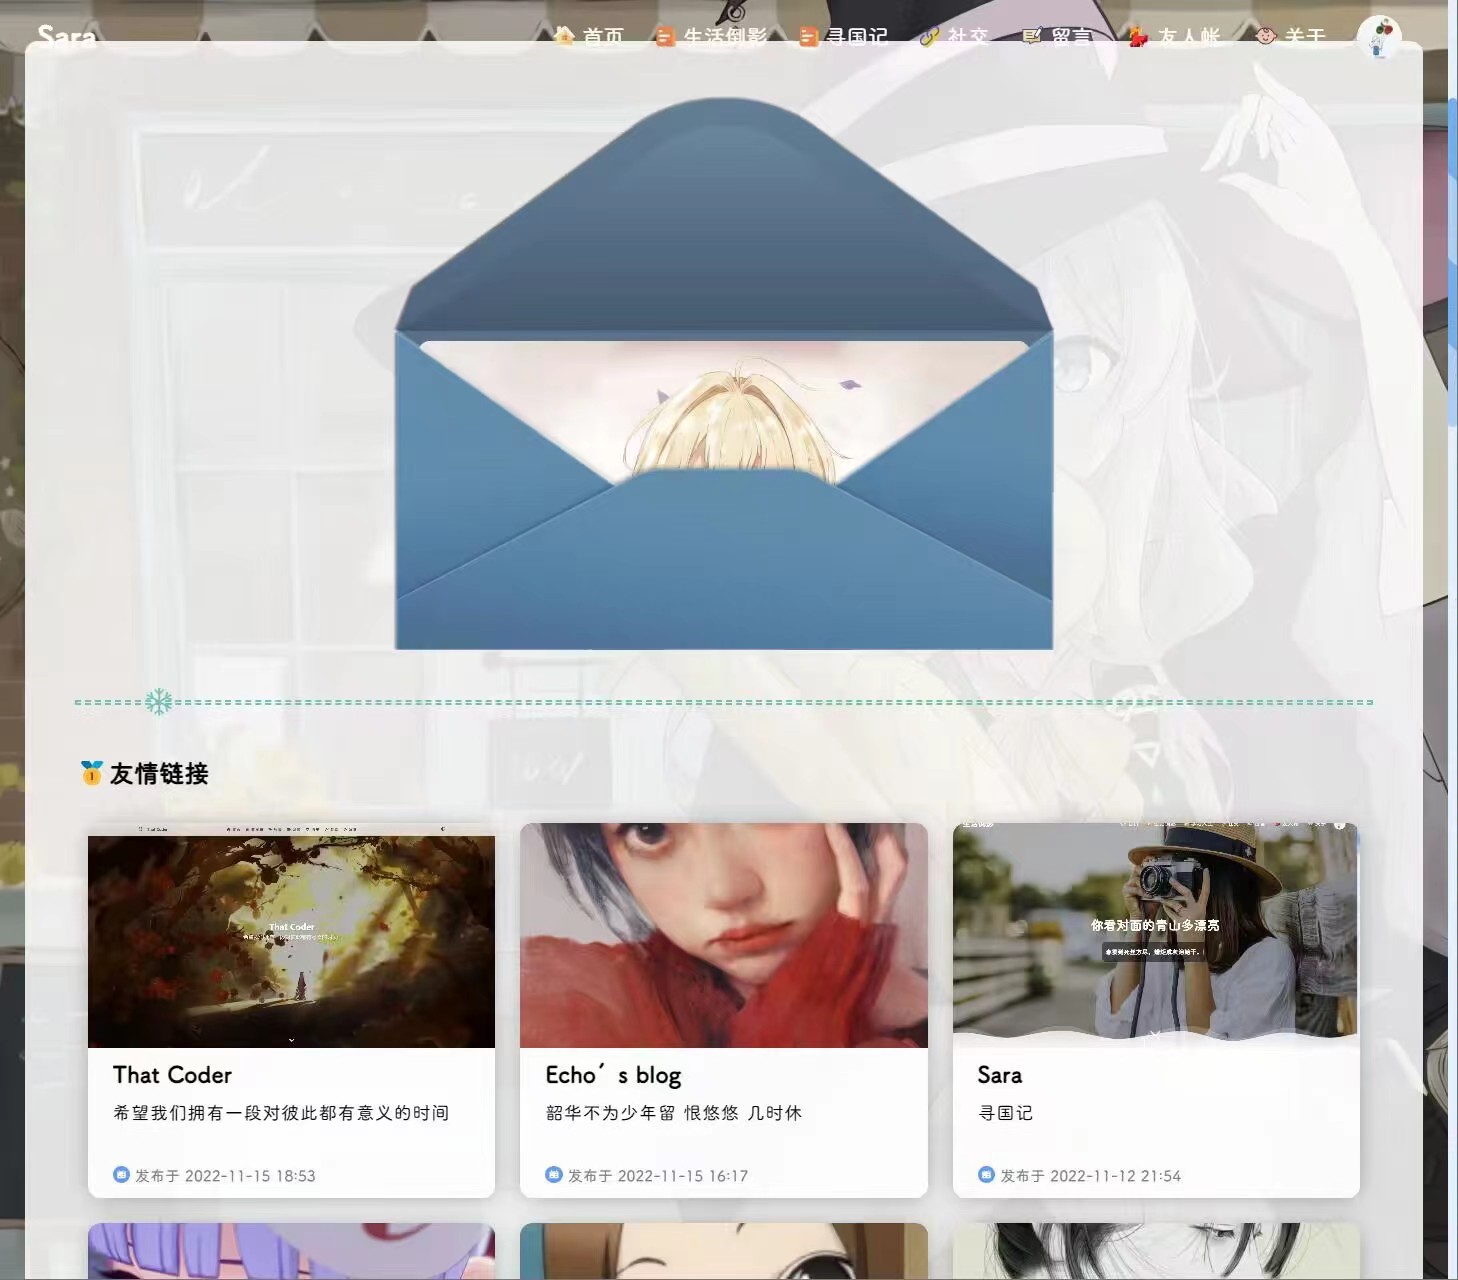 Sara
首页 生活倒影 寻国记 社交 留言 友人帐 关于
友情链接
That Coder
你看对面的青山多漂亮
That Coder
希望我们拥有一段对彼此都有意义的时间
发布于 2022-11-15 18:53
Echo’s blog
韶华不为少年留 恨悠悠 几时休
发布于 2022-11-15 16:17
Sara
寻国记
发布于 2022-11-12 21:54